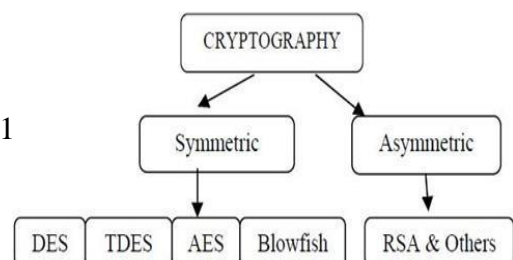 CRYPTOGRAPHY
1
Symmetric Asymmetric
DES TDES AES Blowfish RSA & Others